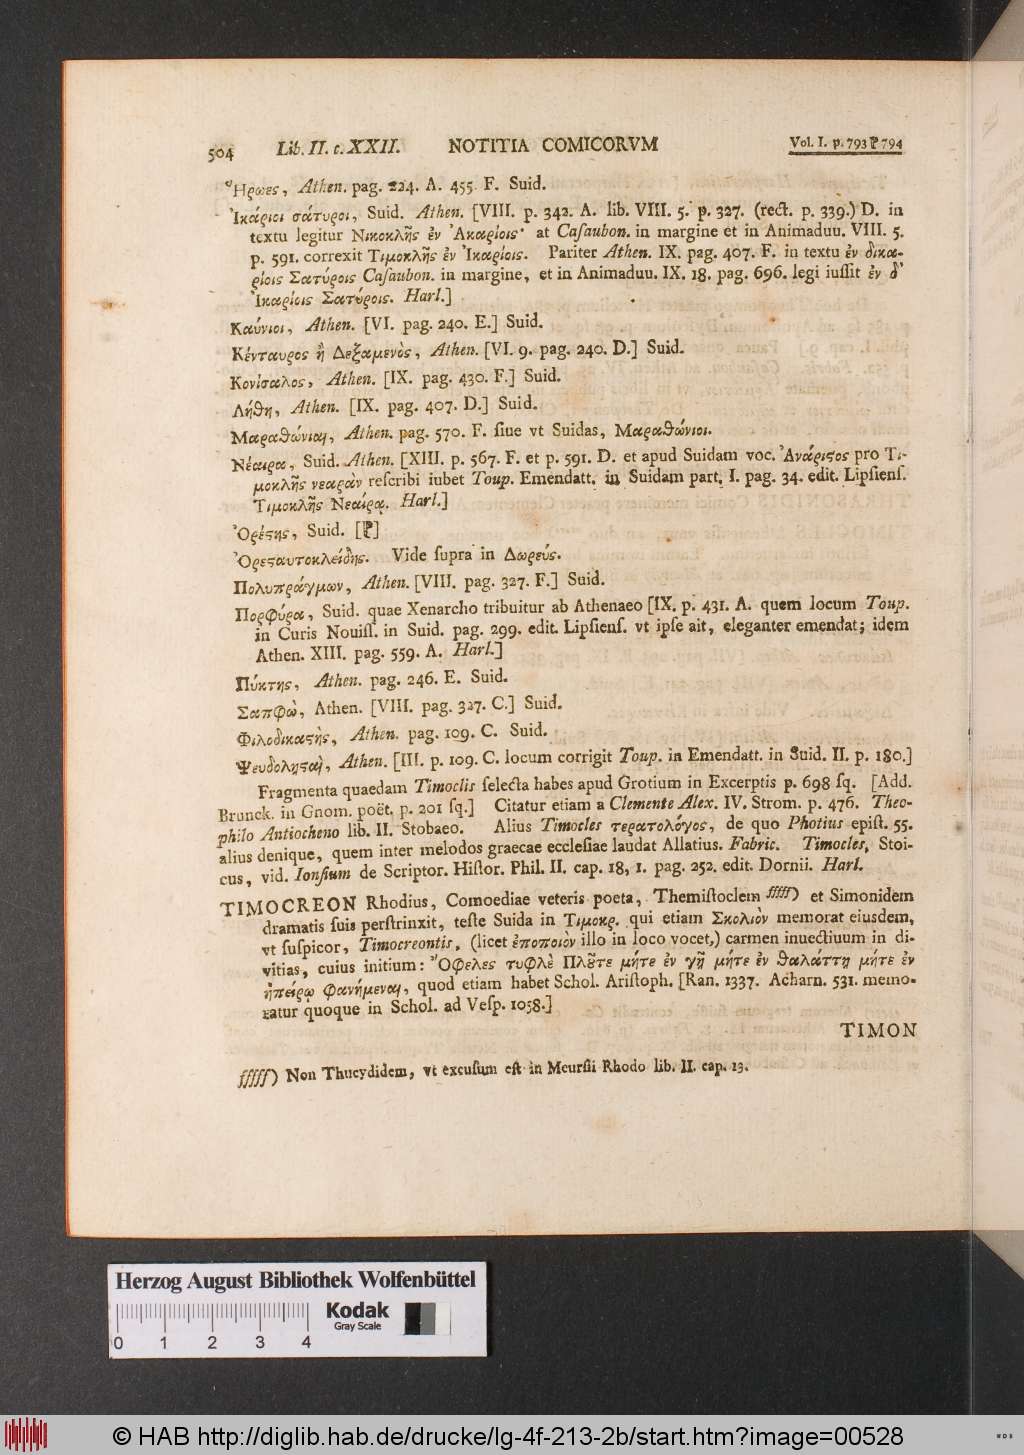 504 Lib. II. c. XXII. NOTITIA COMICORVM Vol. I. p. 793 ⁋ 794
Ἥρωες, Athen. pag. 224. A. 455. F. Suid.
Ἰκάριοι σάτυροι, Suid. Athen. [VIII. p. 342. A. lib. VIII. 5. p. 327. (rect. p. 339.) D. in
textu legitur Νικοκλῆς ἐν Ἀκαρίοις· at Caſaubon. in margine et in Animaduu. VIII. 5.
p. 591. correxit Τιμοκλῆς ἐν Ἰκαρίοις. Pariter Athen. IX. pag. 407. F. in textu ἐν δικα-
ρίοις Σατύροις Caſaubon. in margine, et in Animaduu. IX. 18. pag. 696. legi iuſſit ἐν δ'
Ἰκαρίοις Σατύροις. Harl.]
Καύνιοι, Athen. [VI. pag. 240. E.] Suid.
Κένταυρος ἢ Δεξαμενὸς, Athen. [VI. 9. pag. 240. D.] Suid.
Κονίσαλος, Athen. [IX. pag. 430. F.] Suid.
Λήθη, Athen. [IX. pag. 407. D.] Suid.
Μαραθώνιαι, Athen. pag. 570. F. ſiue vt Suidas, Μαραθώνιοι.
Νέαιρα, Suid. Athen. [XIII. p. 567. F. et p. 591. D. et apud Suidam voc. Ἀνάριϛος pro Τι-
μοκλῆς νεαρὰν reſcribi iubet Toup. Emendatt. in Suidam part. I. pag. 34. edit. Lipſienſ.
Τιμοκλῆς Νεαίρᾳ. Harl.]
Ὀρέϛης, Suid. [⁋]
Ὀρεϛαυτοκλείδης. Vide ſupra in Δωρεύς.
Πολυπράγμων, Athen. [VIII. pag. 327. F.] Suid.
Πορφύρα, Suid. quae Xenarcho tribuitur ab Athenaeo [IX. p. 431. A. quem locum Toup.
in Curis Nouiſſ. in Suid. pag. 299. edit. Lipſienſ. vt ipſe ait, eleganter emendat; idem
Athen. XIII. pag. 559. A. Harl.]
Πύκτης, Athen. pag. 246. E. Suid.
Σαπφὼ, Athen. [VIII. pag. 327. C.] Suid.
Φιλοδικαϛὴς, Athen. pag. 109. C. Suid.
Ψευδοληϛαὶ, Athen. [III. p. 109. C. locum corrigit Toup. in Emendatt. in Suid. II. p. 180.]
Fragmenta quaedam Timoclis ſelecta habes apud Grotium in Excerptis p. 698 ſq. [Add.
Brunck. in Gnom. poët. p. 201 ſq.] Citatur etiam a Clemente Alex. IV. Strom. p. 476. Theo-
philo Antiocheno lib. II. Stobaeo. Alius Timocles τερατολόγος, de quo Photius epiſt. 55.
alius denique, quem inter melodos graecae eccleſiae laudat Allatius. Fabric. Timocles, Stoi-
cus, vid. Ionſium de Scriptor. Hiſtor. Phil. II. cap. 18, 1. pag. 252. edit. Dornii. Harl.
TIMOCREON Rhodius, Comoediae veteris poeta, Themiſtoclem ſſſſſ) et Simonidem
dramatis ſuis perſtrinxit, teſte Suida in Τιμοκρ. qui etiam Σκολιὸν memorat eiusdem,
vt ſuſpicor, Timocreontis, (licet ἐποποιὸν illo in loco vocet,) carmen inuectiuum in di-
vitias, cuius initium: Ὄφελες τυφλὲ Πλοῦτε μήτε ἐν γῇ μήτε ἐν θαλάττῃ μήτε ἐν
ἠπείρῳ φανήμεναι, quod etiam habet Schol. Ariſtoph. [Ran. 1337. Acharn. 531. memo-
ratur quoque in Schol. ad Veſp. 1058.]
TIMON
ſſſſſ) Non Thucydidem, vt excuſum eſt in Meurſii Rhodo lib. II. cap. 13.
Herzog August Bibliothek Wolfenbüttel
Kodak
Gray Scale
0 1 2 3 4
© HAB http://diglib.hab.de/drucke/lg-4f-213-2b/start.htm?image=00528